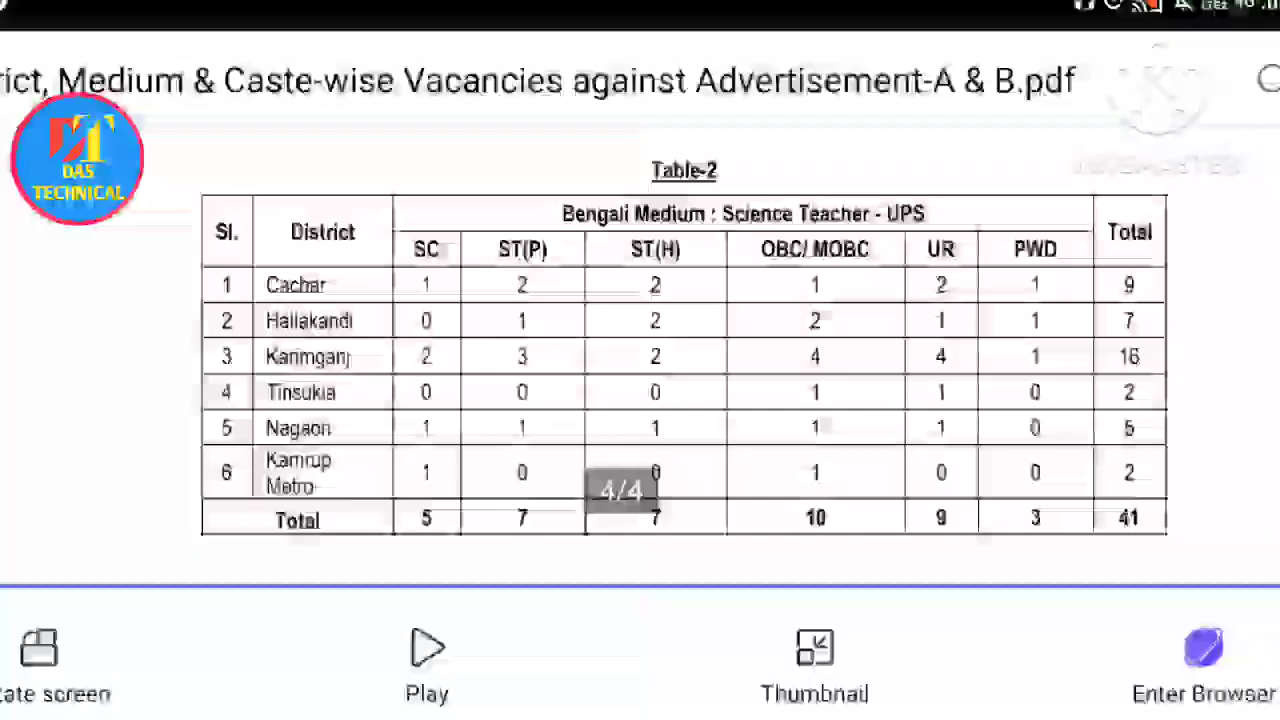 rict, Medium & Caste-wise Vacancies against Advertisement-A & B.pdf
DT
DAS
TECHNICAL
Table-2
Sl. District Bengali Medium : Science Teacher - UPS Total
SC ST(P) ST(H) OBC/ MOBC UR PWD
1 Cachar 1 2 2 1 2 1 9
2 Hailakandi 0 1 2 2 1 1 7
3 Karimganj 2 3 2 4 4 1 16
4 Tinsukia 0 0 0 1 1 0 2
5 Nagaon 1 1 1 1 1 0 5
6 Kamrup Metro 1 0 0 1 0 0 2
4/4
Total 5 7 7 10 9 3 41
ate screen Play Thumbnail Enter Browser